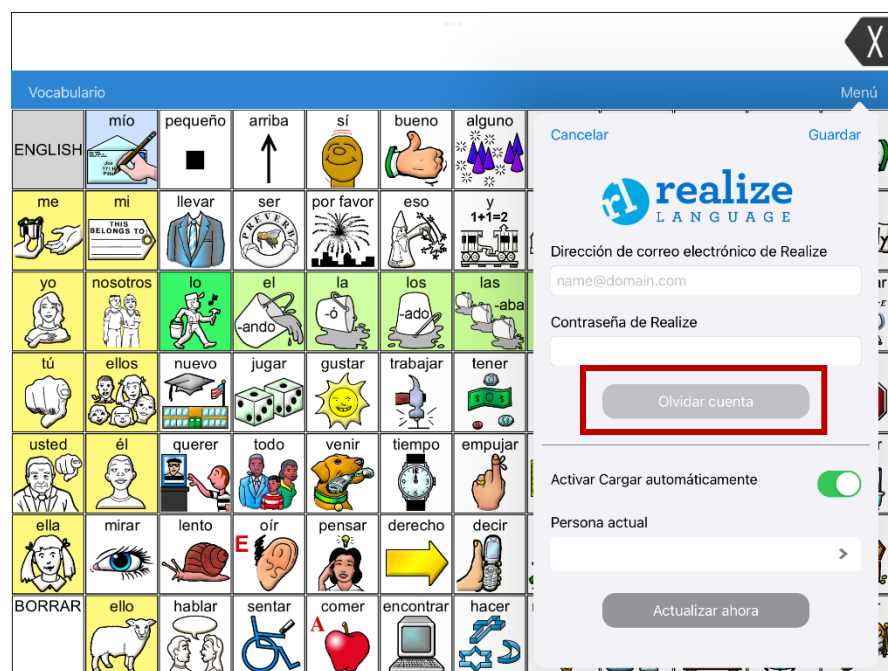 X
Vocabulario Menú
mío pequeño arriba sí bueno alguno
ENGLISH
Cancelar Guardar
realize
LANGUAGE
me mi llevar ser por favor eso y
THIS
BELONGS TO:
PREVERB
1+1=2
Dirección de correo electrónico de Realize
name@domain.com
yo nosotros lo el la los las
-ando -ó -ado -aba
Contraseña de Realize
tú ellos nuevo jugar gustar trabajar tener
Olvidar cuenta
usted él querer todo venir tiempo empujar
Activar Cargar automáticamente
ella mirar lento oír pensar derecho decir
E
Persona actual
BORRAR ello hablar sentar comer encontrar hacer
A
Actualizar ahora